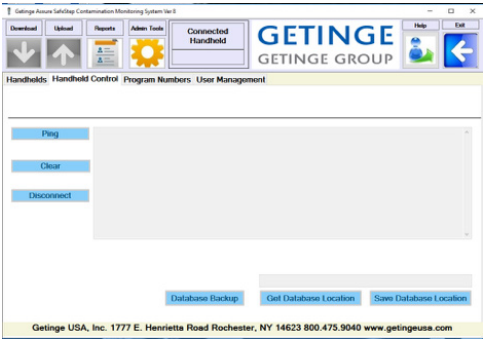 Getinge Assure SafeStep Contamination Monitoring System Ver.5
Download Upload Reports Admin Tools Connected Handheld GETINGE GETINGE GROUP Help Exit
Handhelds Handheld Control Program Numbers User Management
Ping
Clear
Disconnect
Database Backup Get Database Location Save Database Location
Getinge USA, Inc. 1777 E. Henrietta Road Rochester, NY 14623 800.475.9040 www.getingeusa.com